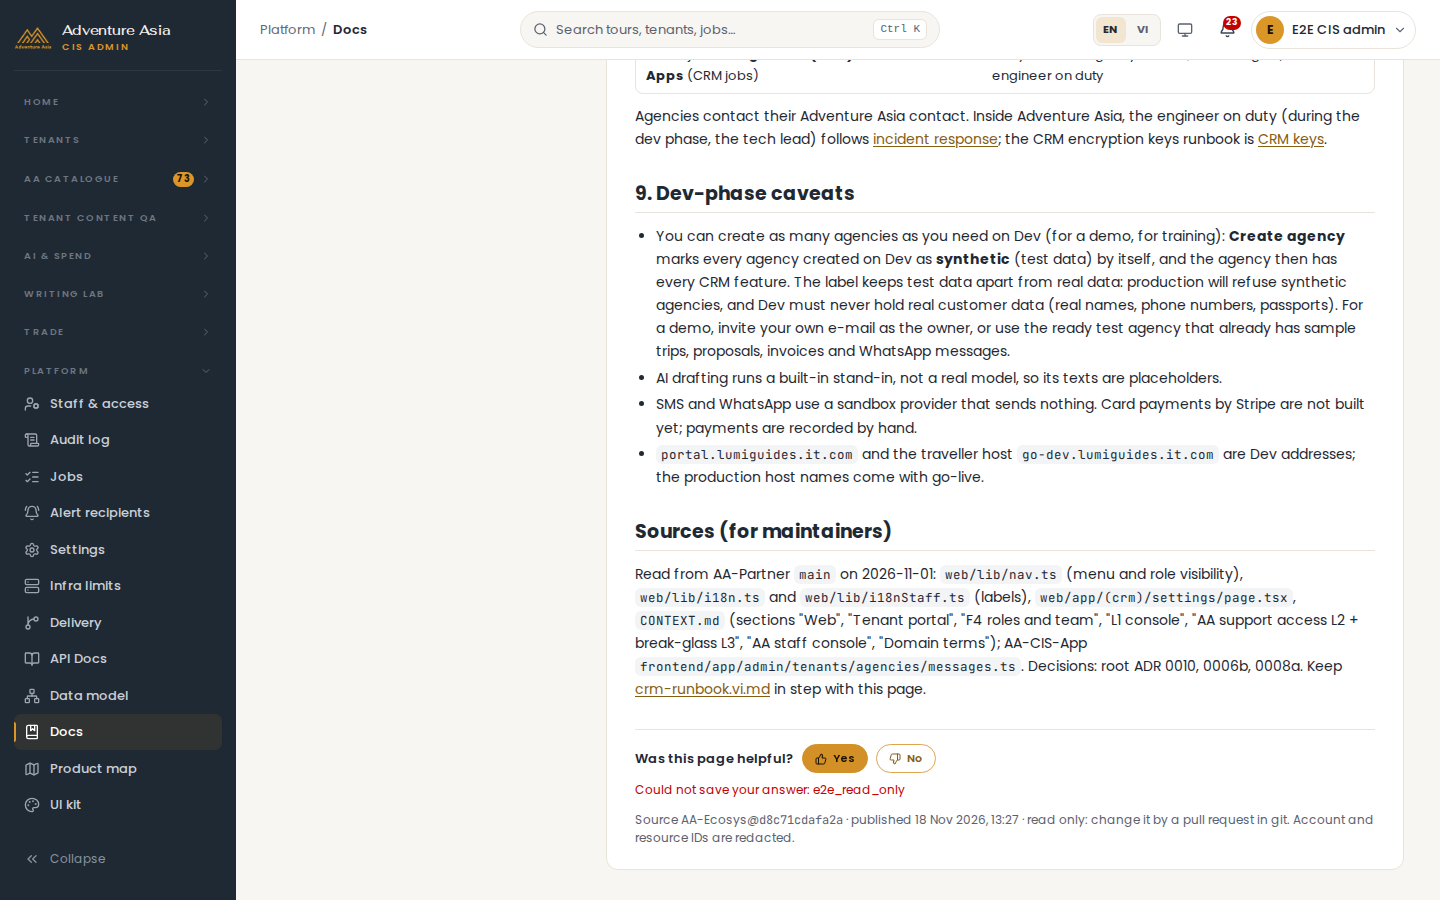 Adventure Asia
CIS ADMIN
Adventure Asia
HOME
TENANTS
AA CATALOGUE 73
TENANT CONTENT QA
AI & SPEND
WRITING LAB
TRADE
PLATFORM
Staff & access
Audit log
Jobs
Alert recipients
Settings
Infra limits
Delivery
API Docs
Data model
Docs
Product map
UI kit
Collapse
Platform / Docs
Search tours, tenants, jobs... Ctrl K
EN VI
23
E E2E CIS admin
Apps (CRM jobs)
engineer on duty
Agencies contact their Adventure Asia contact. Inside Adventure Asia, the engineer on duty (during the
dev phase, the tech lead) follows incident response; the CRM encryption keys runbook is CRM keys.
9. Dev-phase caveats
You can create as many agencies as you need on Dev (for a demo, for training): Create agency
marks every agency created on Dev as synthetic (test data) by itself, and the agency then has
every CRM feature. The label keeps test data apart from real data: production will refuse synthetic
agencies, and Dev must never hold real customer data (real names, phone numbers, passports). For
a demo, invite your own e-mail as the owner, or use the ready test agency that already has sample
trips, proposals, invoices and WhatsApp messages.
AI drafting runs a built-in stand-in, not a real model, so its texts are placeholders.
SMS and WhatsApp use a sandbox provider that sends nothing. Card payments by Stripe are not built
yet; payments are recorded by hand.
portal.lumiguides.it.com and the traveller host go-dev.lumiguides.it.com are Dev addresses;
the production host names come with go-live.
Sources (for maintainers)
Read from AA-Partner main on 2026-11-01: web/lib/nav.ts (menu and role visibility),
web/lib/i18n.ts and web/lib/i18nStaff.ts (labels), web/app/(crm)/settings/page.tsx,
CONTEXT.md (sections "Web", "Tenant portal", "F4 roles and team", "L1 console", "AA support access L2 +
break-glass L3", "AA staff console", "Domain terms"); AA-CIS-App
frontend/app/admin/tenants/agencies/messages.ts. Decisions: root ADR 0010, 0006b, 0008a. Keep
crm-runbook.vi.md in step with this page.
Was this page helpful? Yes No
Could not save your answer: e2e_read_only
Source AA-Ecosys@d8c71cdafa2a · published 18 Nov 2026, 13:27 · read only: change it by a pull request in git. Account and
resource IDs are redacted.